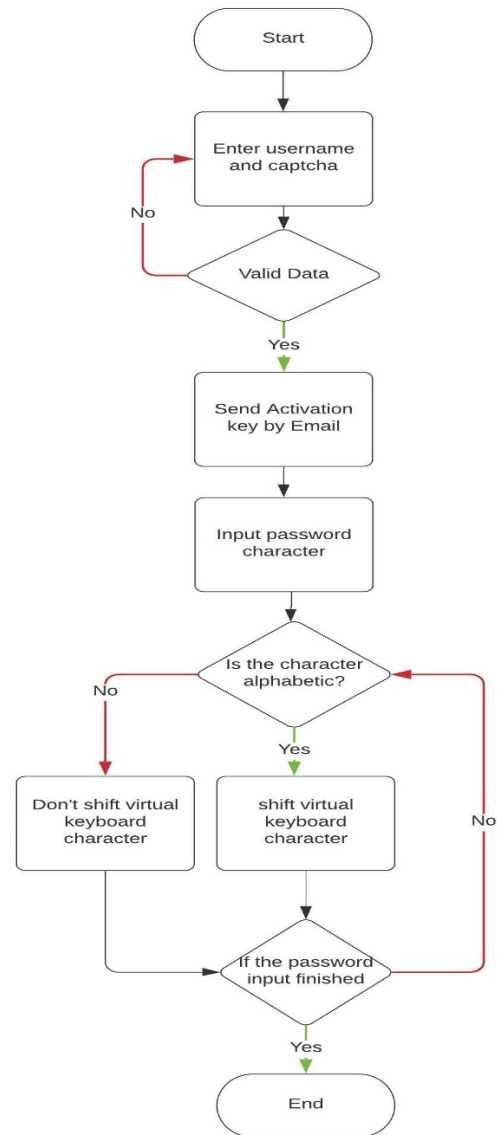 Start
Enter username
and captcha
No
Valid Data
Yes
Send Activation
key by Email
Input password
character
Is the character
alphabetic?
No
Yes
Don't shift virtual
keyboard
character
shift virtual
keyboard
character
No
If the password
input finished
Yes
End